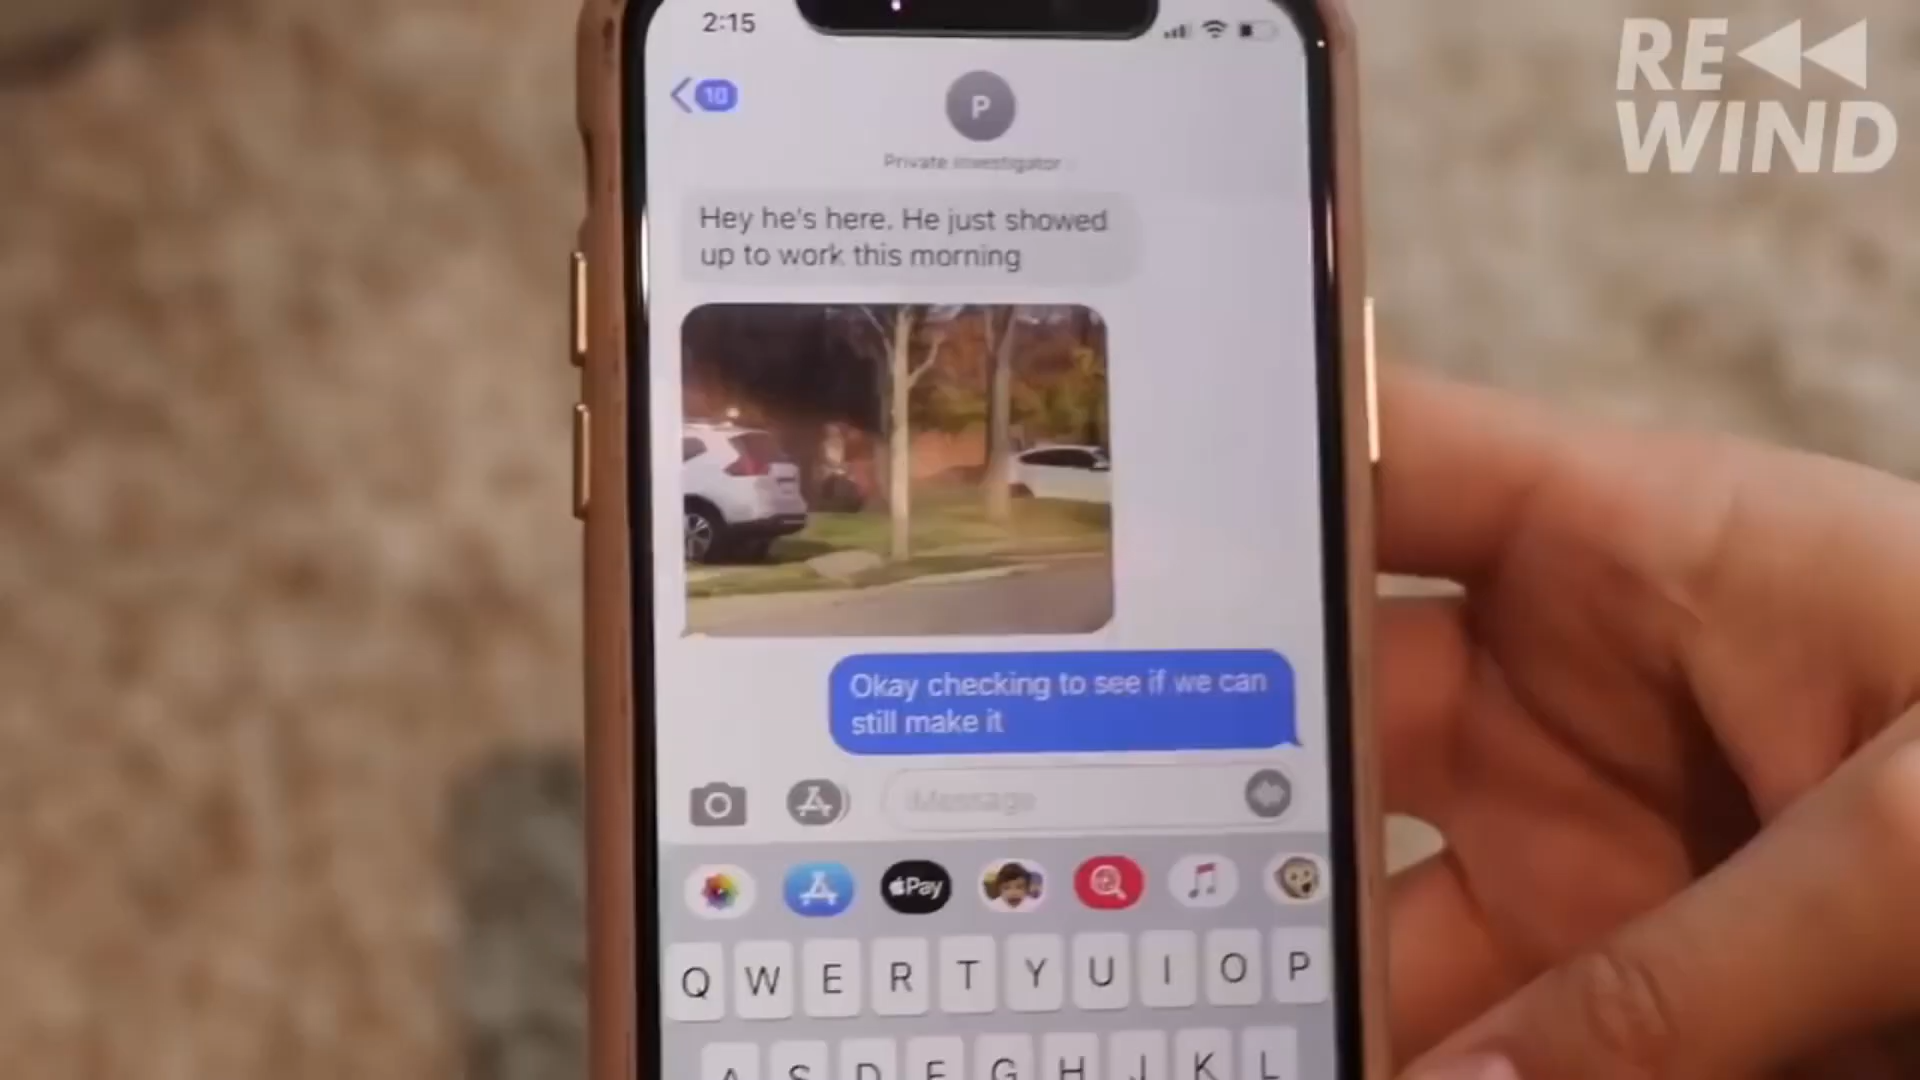 2:15
RE
WIND
10
P
Private investigator
Hey he's here. He just showed
up to work this morning
Okay checking to see if we can
still make it
iMessage
Pay
Q W E R T Y U I O P
A S D F G H J K L